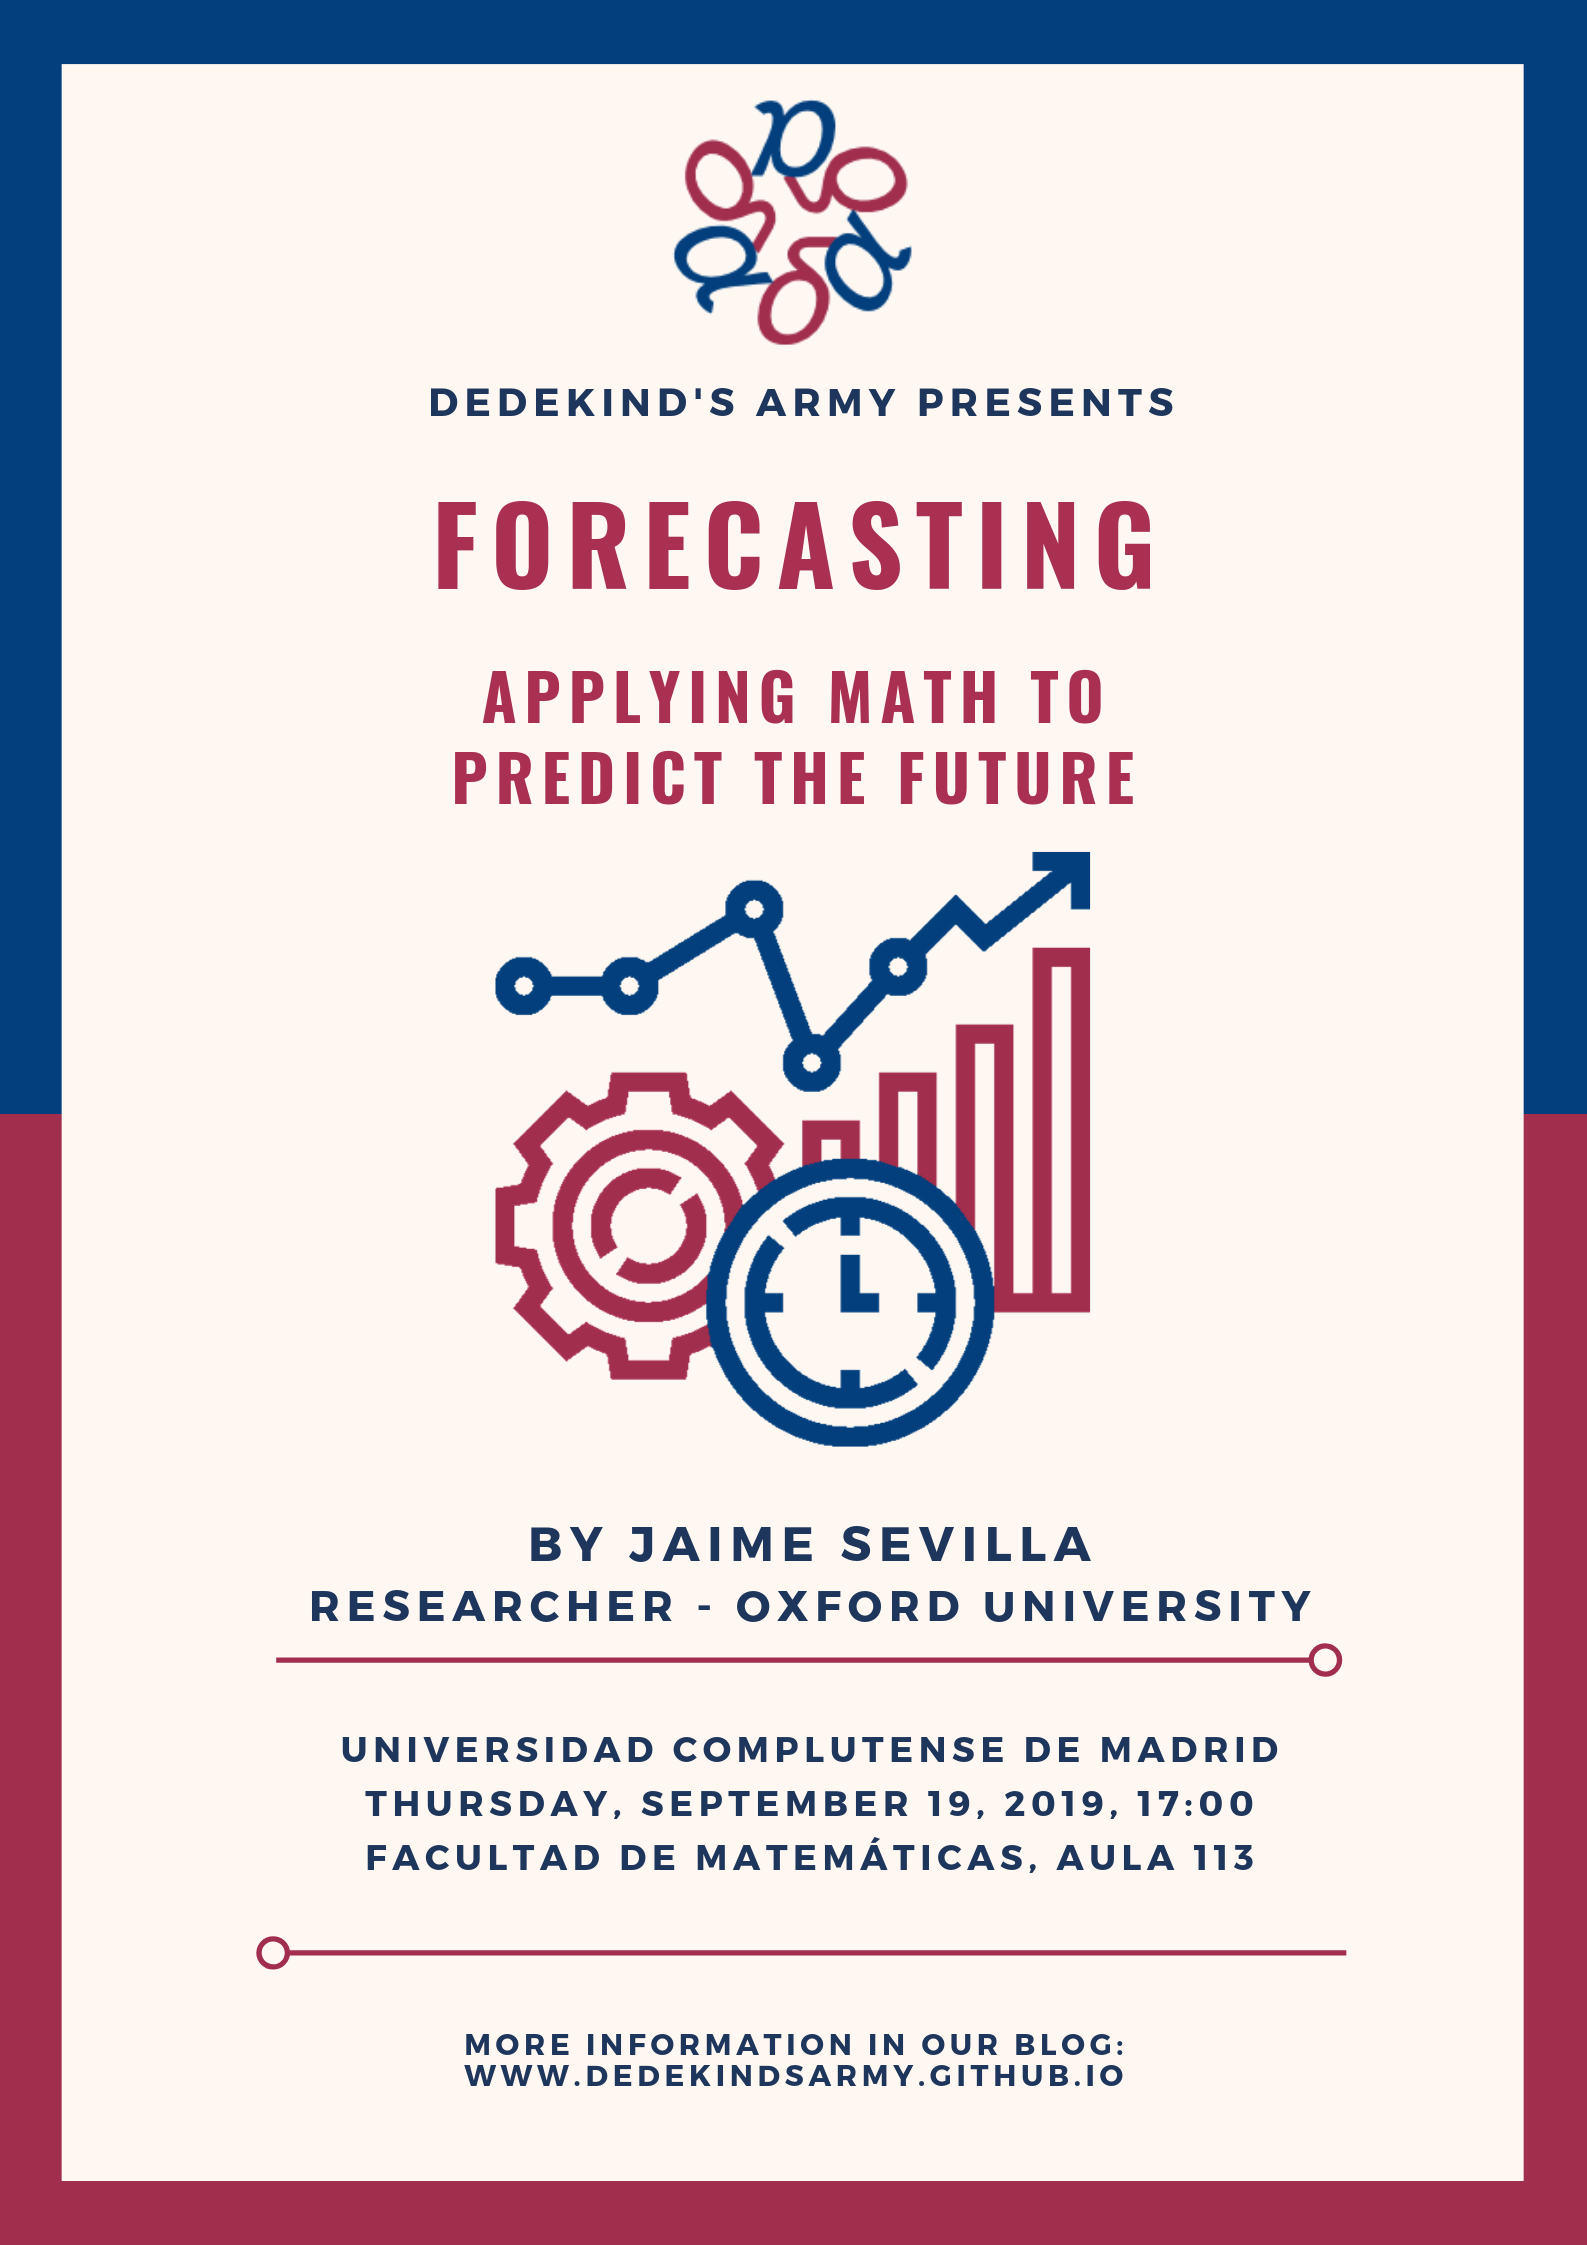 DEDEKIND'S ARMY PRESENTS
FORECASTING
APPLYING MATH TO
PREDICT THE FUTURE
BY JAIME SEVILLA
RESEARCHER - OXFORD UNIVERSITY
UNIVERSIDAD COMPLUTENSE DE MADRID
THURSDAY, SEPTEMBER 19, 2019, 17:00
FACULTAD DE MATEMÁTICAS, AULA 113
MORE INFORMATION IN OUR BLOG:
WWW.DEDEKINDSARMY.GITHUB.IO